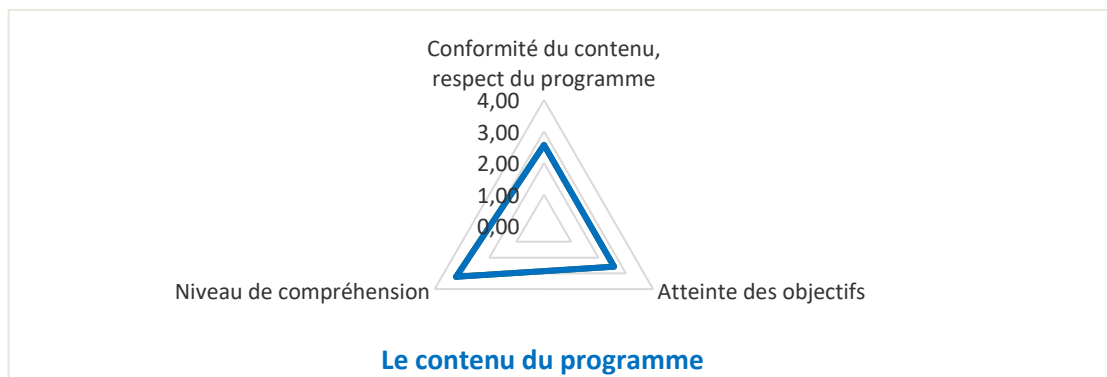 Conformité du contenu,
respect du programme
4,00
3,00
2,00
1,00
0,00
Niveau de compréhension
Atteinte des objectifs
Le contenu du programme